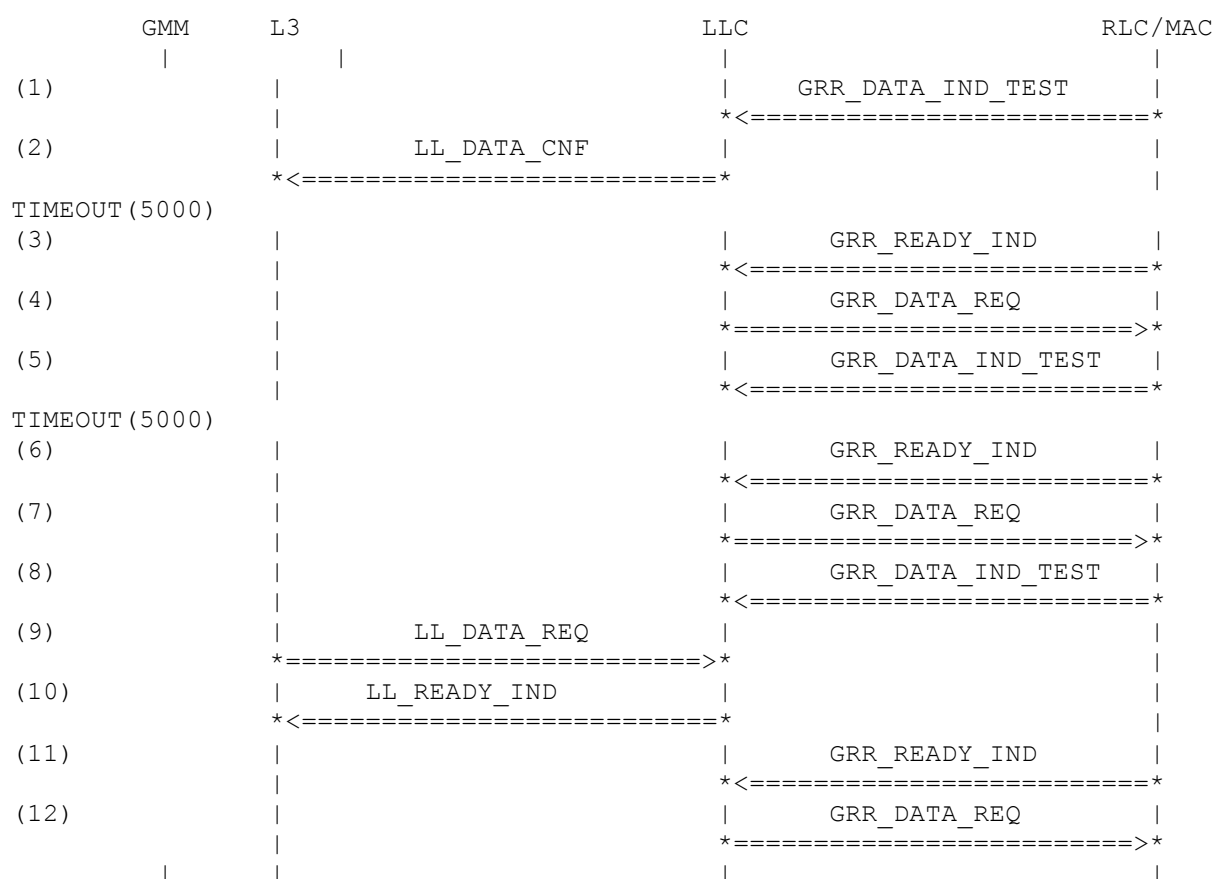 GMM L3 LLC RLC/MAC
| | | |
(1) | | GRR_DATA_IND_TEST |
| *<=========================*
(2) | LL_DATA_CNF | |
*<==========================* |
TIMEOUT(5000)
(3) | | GRR_READY_IND |
| *<=========================*
(4) | | GRR_DATA_REQ |
| *=========================>*
(5) | | GRR_DATA_IND_TEST |
| *<=========================*
TIMEOUT(5000)
(6) | | GRR_READY_IND |
| *<=========================*
(7) | | GRR_DATA_REQ |
| *=========================>*
(8) | | GRR_DATA_IND_TEST |
| *<=========================*
(9) | LL_DATA_REQ | |
*==========================>* |
(10) | LL_READY_IND | |
*<==========================* |
(11) | | GRR_READY_IND |
| *<=========================*
(12) | | GRR_DATA_REQ |
| *=========================>*
| | | |